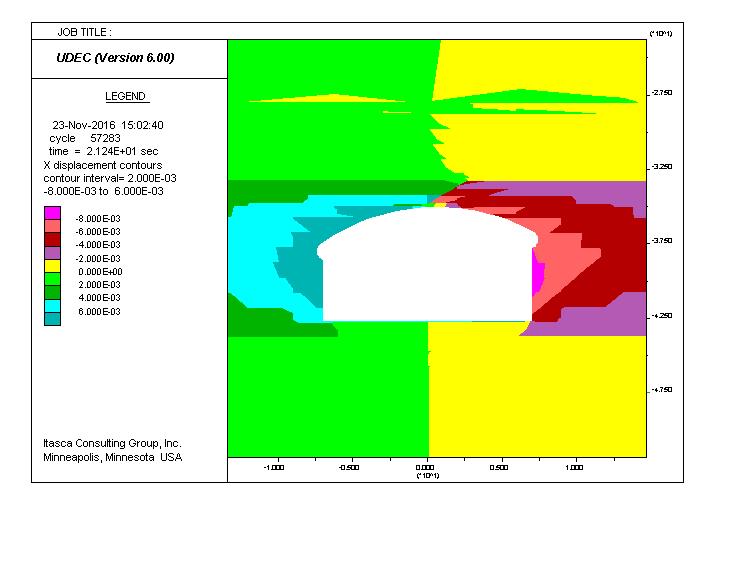 JOB TITLE :
(*10^1)
UDEC (Version 6.00)
LEGEND
23-Nov-2016 15:02:40
cycle 57283
time = 2.124E+01 sec
X displacement contours
contour interval= 2.000E-03
-8.000E-03 to 6.000E-03
-8.000E-03
-6.000E-03
-4.000E-03
-2.000E-03
0.000E+00
2.000E-03
4.000E-03
6.000E-03
Itasca Consulting Group, Inc.
Minneapolis, Minnesota USA
-2.750
-3.250
-3.750
-4.250
-4.750
-1.000 -0.500 0.000 0.500 1.000
(*10^1)